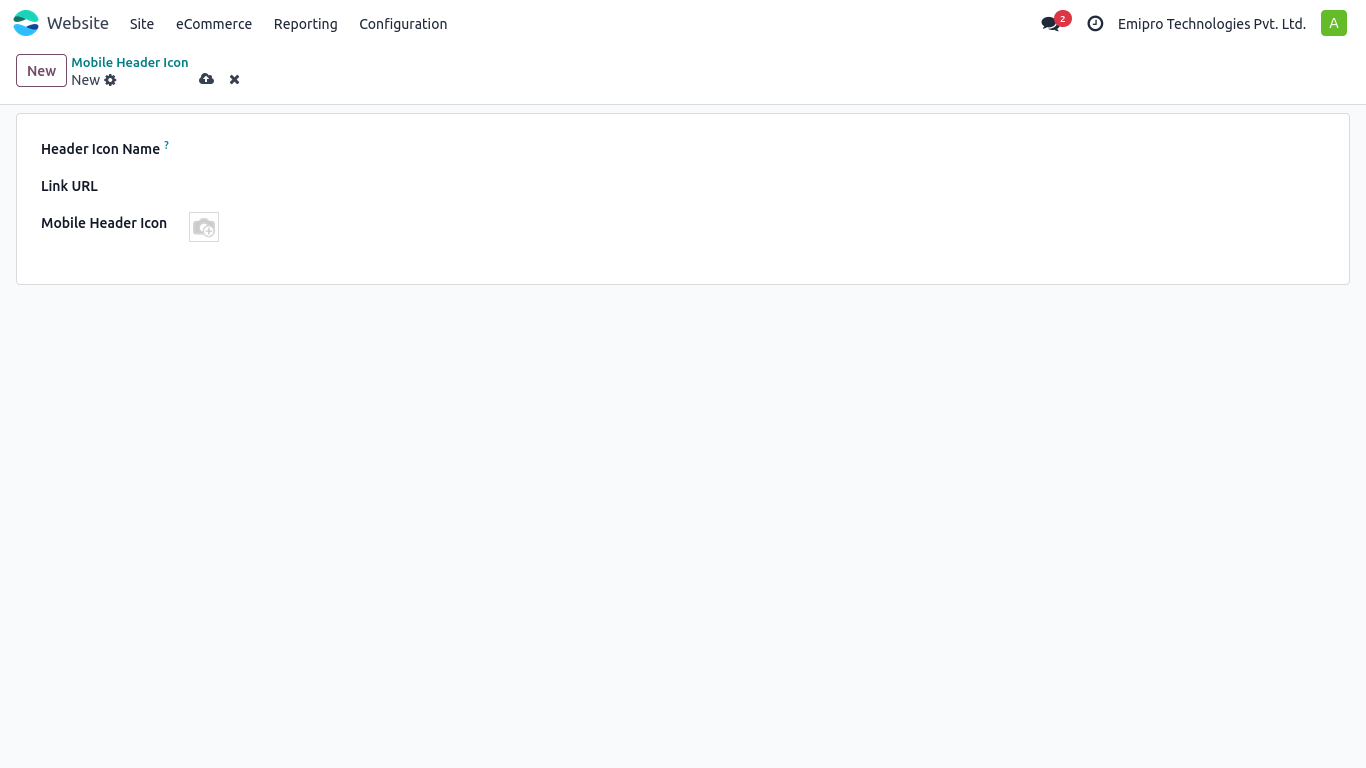 Website Site eCommerce Reporting Configuration 2 Emipro Technologies Pvt. Ltd. A
New Mobile Header Icon
New
Header Icon Name ?
Link URL
Mobile Header Icon